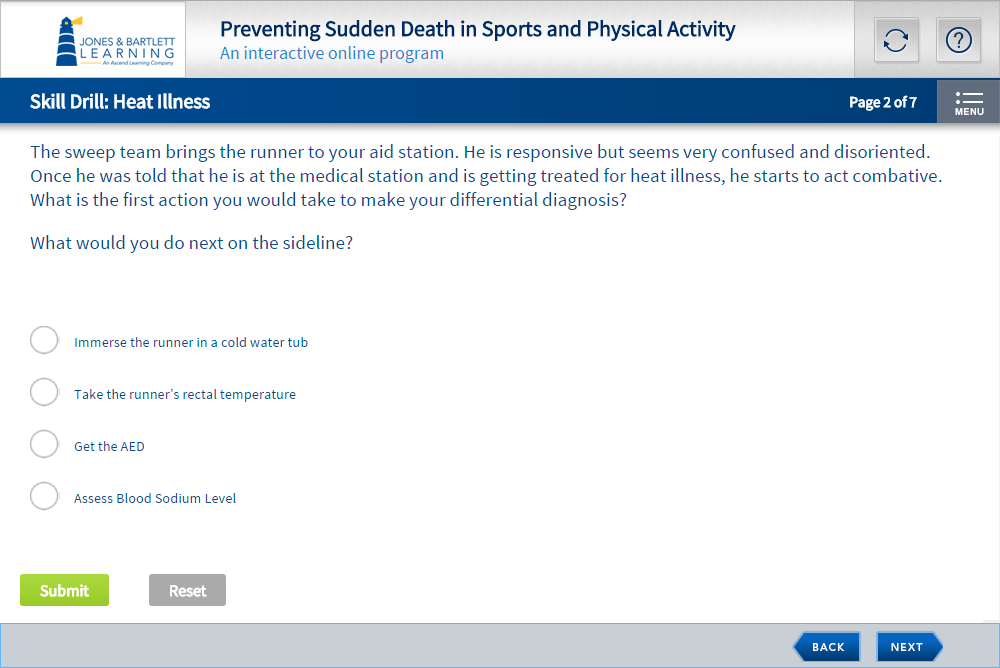 JONES & BARTLETT
LEARNING
An Ascend Learning Company
Preventing Sudden Death in Sports and Physical Activity
An interactive online program
?
Skill Drill: Heat Illness
Page 2 of 7
MENU
The sweep team brings the runner to your aid station. He is responsive but seems very confused and disoriented.
Once he was told that he is at the medical station and is getting treated for heat illness, he starts to act combative.
What is the first action you would take to make your differential diagnosis?
What would you do next on the sideline?
Immerse the runner in a cold water tub
Take the runner’s rectal temperature
Get the AED
Assess Blood Sodium Level
Submit
Reset
BACK
NEXT